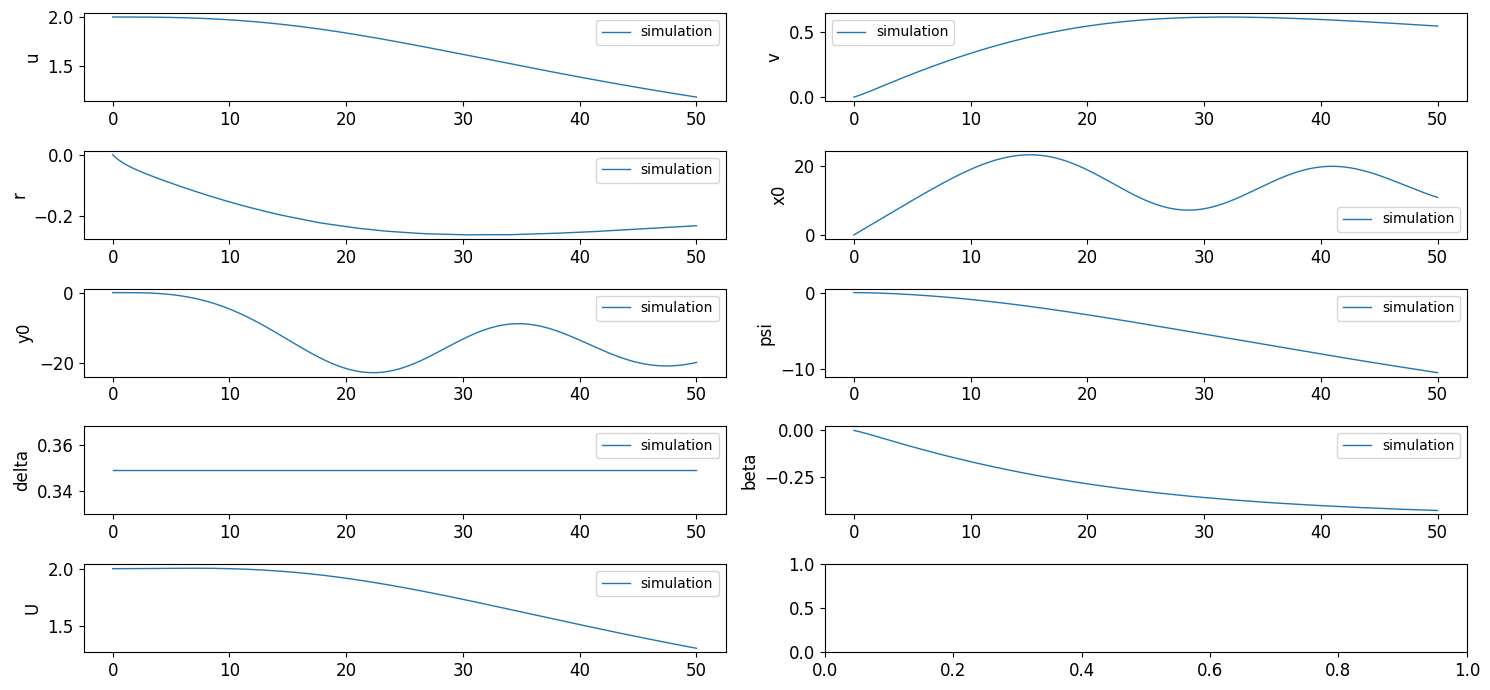 u
2.0
1.5
simulation
0 10 20 30 40 50
v
0.5
0.0
simulation
0 10 20 30 40 50
r
0.0
−0.2
simulation
0 10 20 30 40 50
x0
20
0
simulation
0 10 20 30 40 50
y0
0
−20
simulation
0 10 20 30 40 50
psi
0
−10
simulation
0 10 20 30 40 50
delta
0.36
0.34
simulation
0 10 20 30 40 50
beta
0.00
−0.25
simulation
0 10 20 30 40 50
U
2.0
1.5
simulation
0 10 20 30 40 50
1.0
0.5
0.0
0.0 0.2 0.4 0.6 0.8 1.0